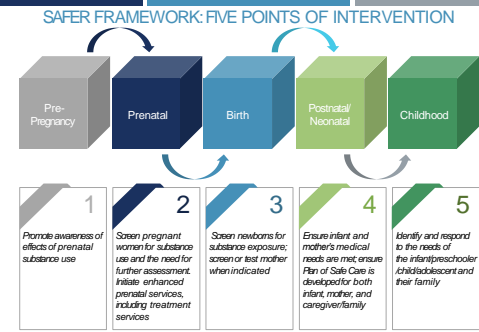 SAFER FRAMEWORK: FIVE POINTS OF INTERVENTION
Pre-
Pregnancy
Prenatal
Birth
Postnatal/
Neonatal
Childhood
1
Promote awareness of
effects of prenatal
substance use
2
Screen pregnant
women for substance
use and the need for
further assessment.
Initiate enhanced
prenatal services,
including treatment
services
3
Screen newborns for
substance exposure;
screen or test mother
when indicated
4
Ensure infant and
mother's medical
needs are met; ensure
Plan of Safe Care is
developed for both
infant, mother, and
caregiver/family
5
Identify and respond
to the needs of
the infant/preschooler
/child/adolescent and
their family